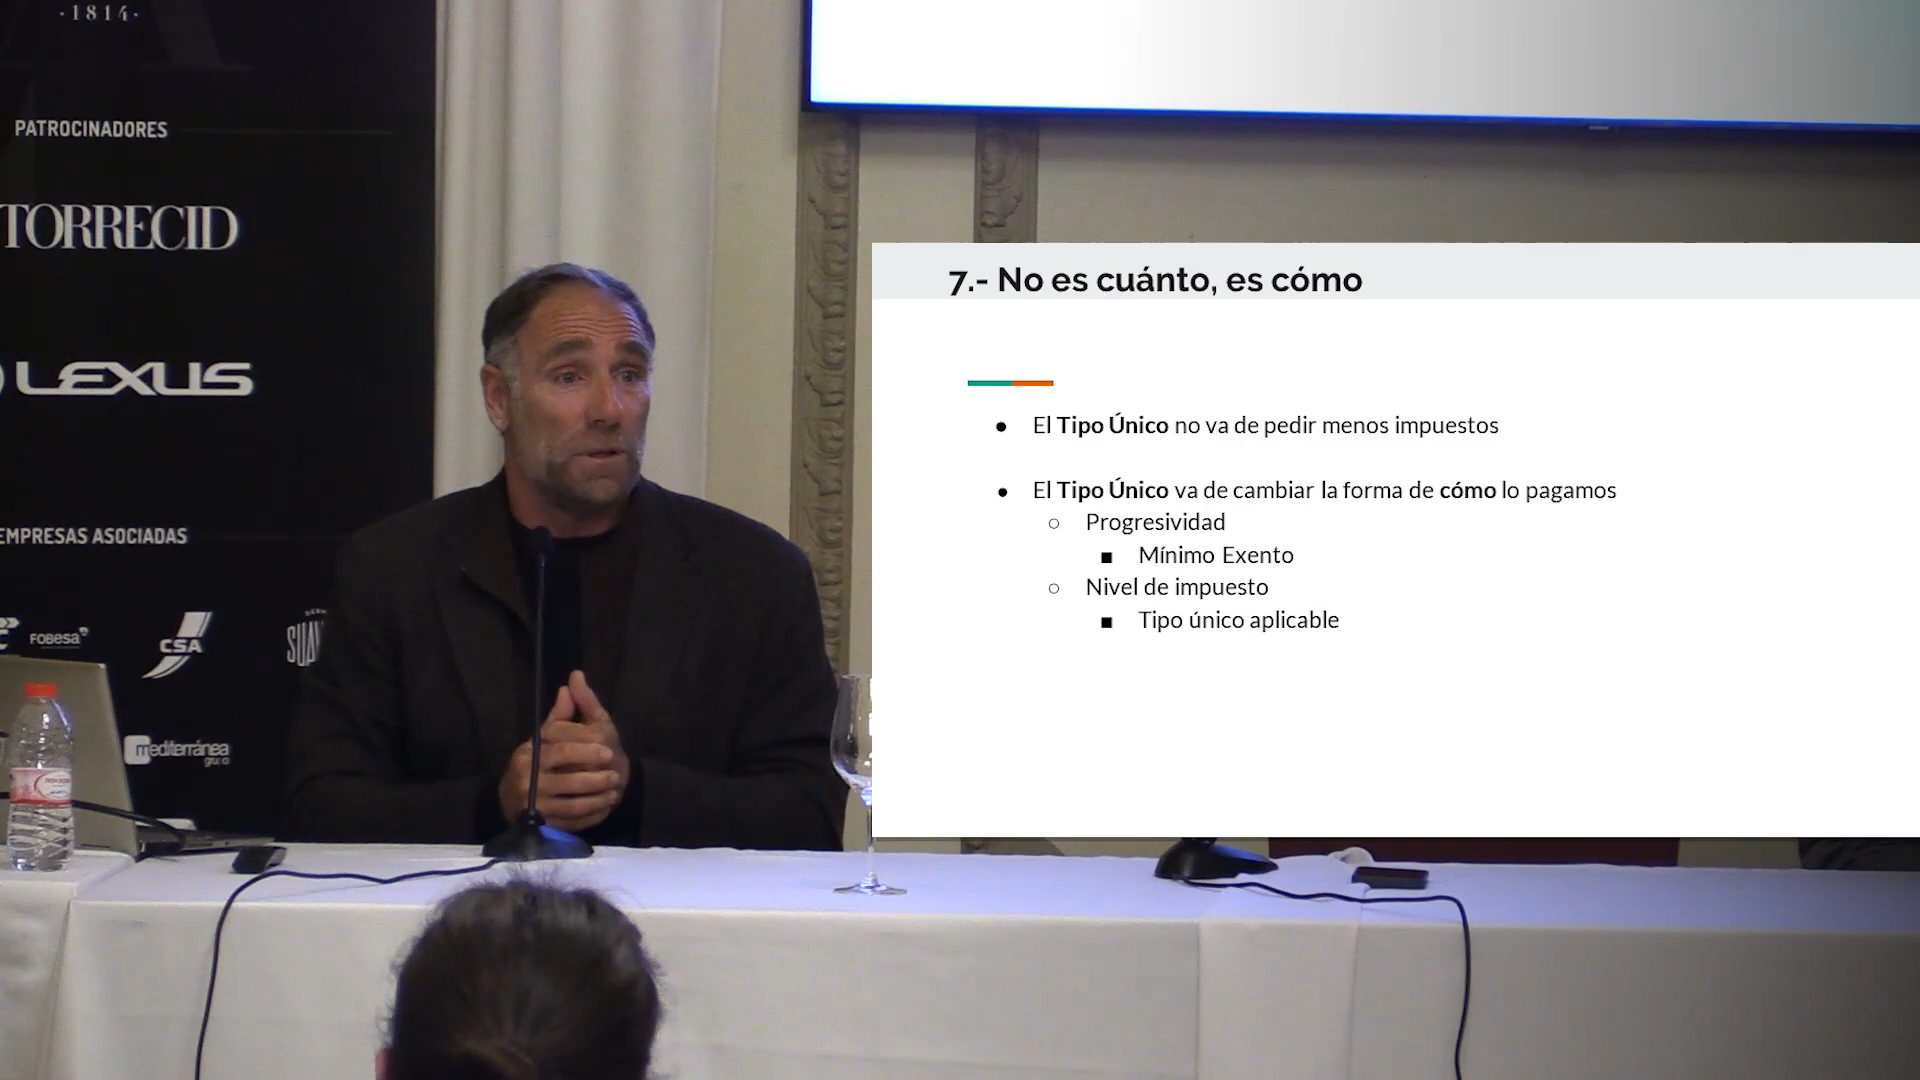 ·1814·
PATROCINADORES
TORRECID
LEXUS
EMPRESAS ASOCIADAS
FOBESA
CSA
mediterránea
grupo
7.- No es cuánto, es cómo
● El Tipo Único no va de pedir menos impuestos
● El Tipo Único va de cambiar la forma de cómo lo pagamos
○ Progresividad
■ Mínimo Exento
○ Nivel de impuesto
■ Tipo único aplicable